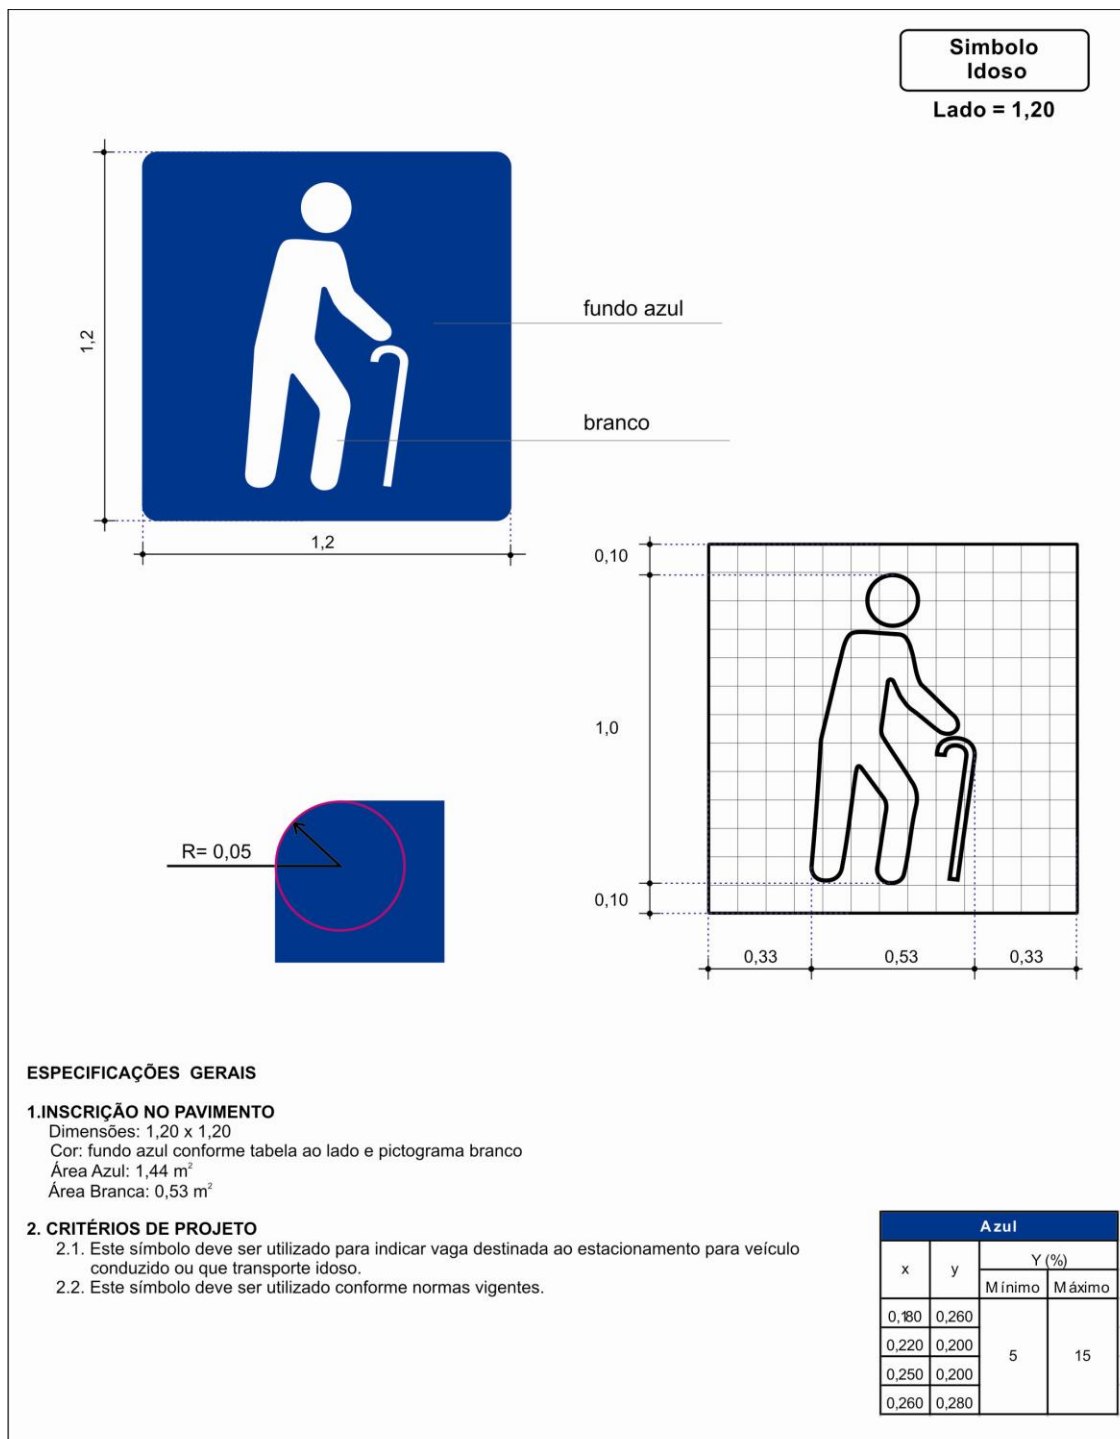 Simbolo
Idoso
Lado = 1,20
1,2
fundo azul
branco
1,2
0,10
1,0
0,10
0,33
0,53
0,33
R= 0,05
ESPECIFICAÇÕES GERAIS
1.INSCRIÇÃO NO PAVIMENTO
Dimensões: 1,20 x 1,20
Cor: fundo azul conforme tabela ao lado e pictograma branco
Área Azul: 1,44 m²
Área Branca: 0,53 m²
2. CRITÉRIOS DE PROJETO
2.1. Este símbolo deve ser utilizado para indicar vaga destinada ao estacionamento para veículo
conduzido ou que transporte idoso.
2.2. Este símbolo deve ser utilizado conforme normas vigentes.
Azul
x y Y (%)
Mínimo Máximo
0,180 0,260
0,220 0,200
5 15
0,250 0,200
0,260 0,280